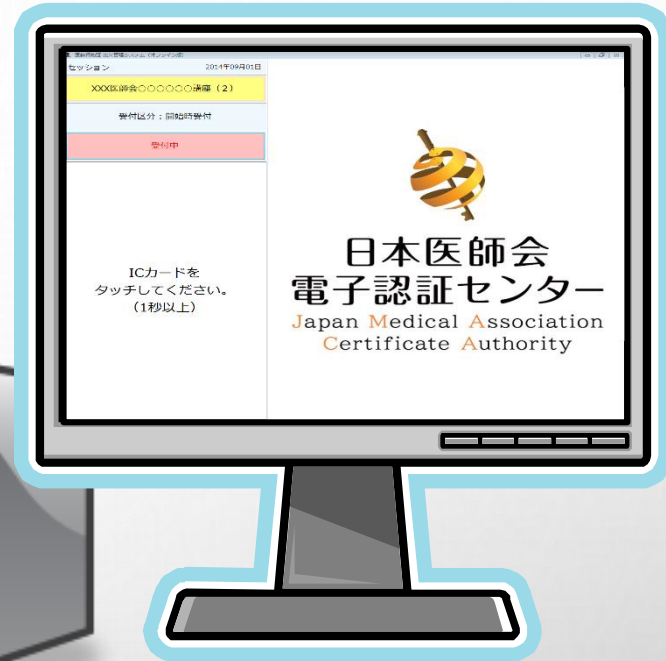 セッション 2014年09月01日
XXX医師会○○○○○○講座（2）
受付区分：開始時受付
受付中
ICカードを
タッチしてください。
（1秒以上）
日本医師会
電子認証センター
Japan Medical Association
Certificate Authority